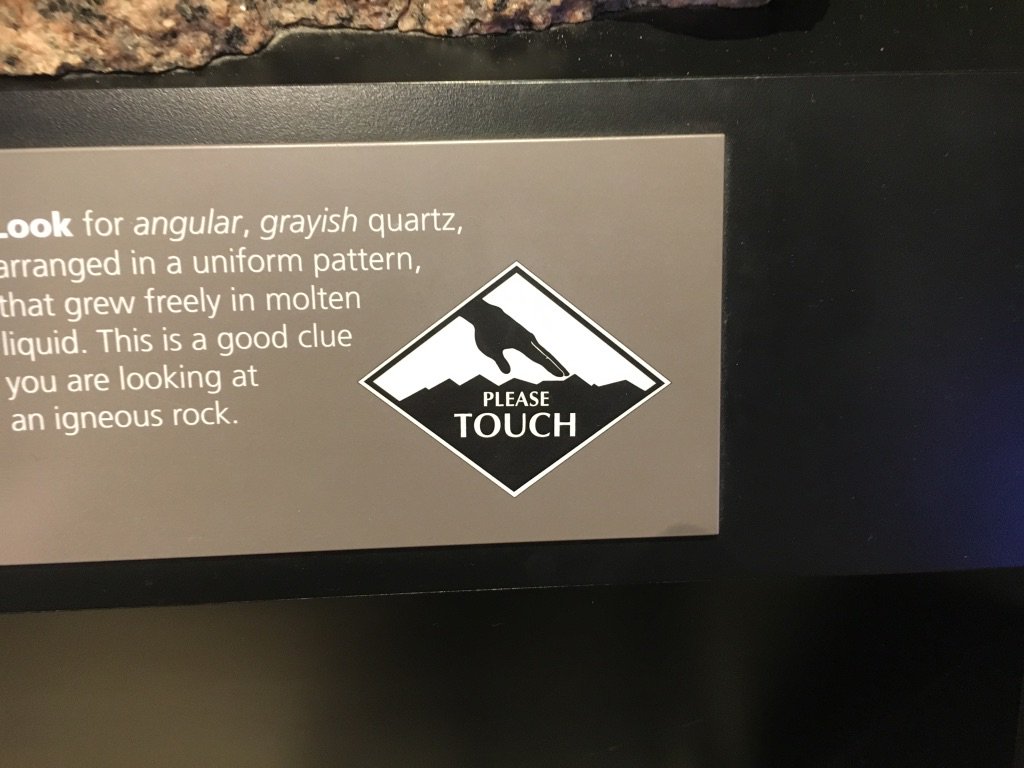 Look for angular, grayish quartz,
arranged in a uniform pattern,
that grew freely in molten
liquid. This is a good clue
you are looking at
an igneous rock.
PLEASE
TOUCH